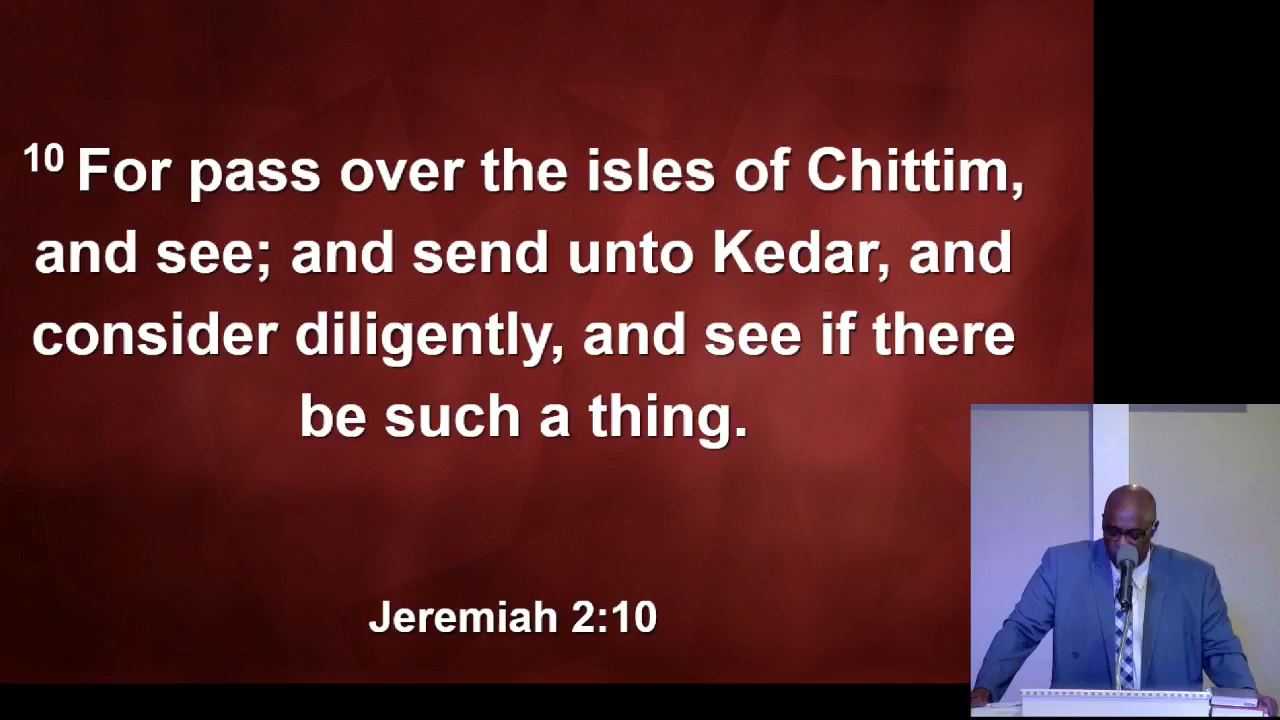 10 For pass over the isles of Chittim,
and see; and send unto Kedar, and
consider diligently, and see if there
be such a thing.
Jeremiah 2:10